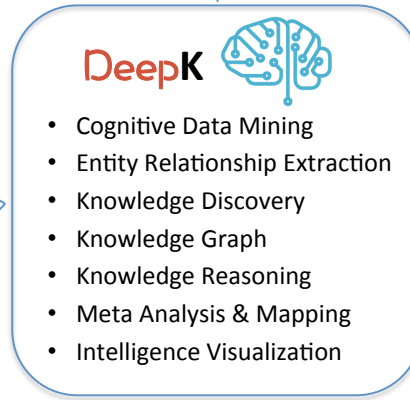 DeepK
• Cognitive Data Mining
• Entity Relationship Extraction
• Knowledge Discovery
• Knowledge Graph
• Knowledge Reasoning
• Meta Analysis & Mapping
• Intelligence Visualization